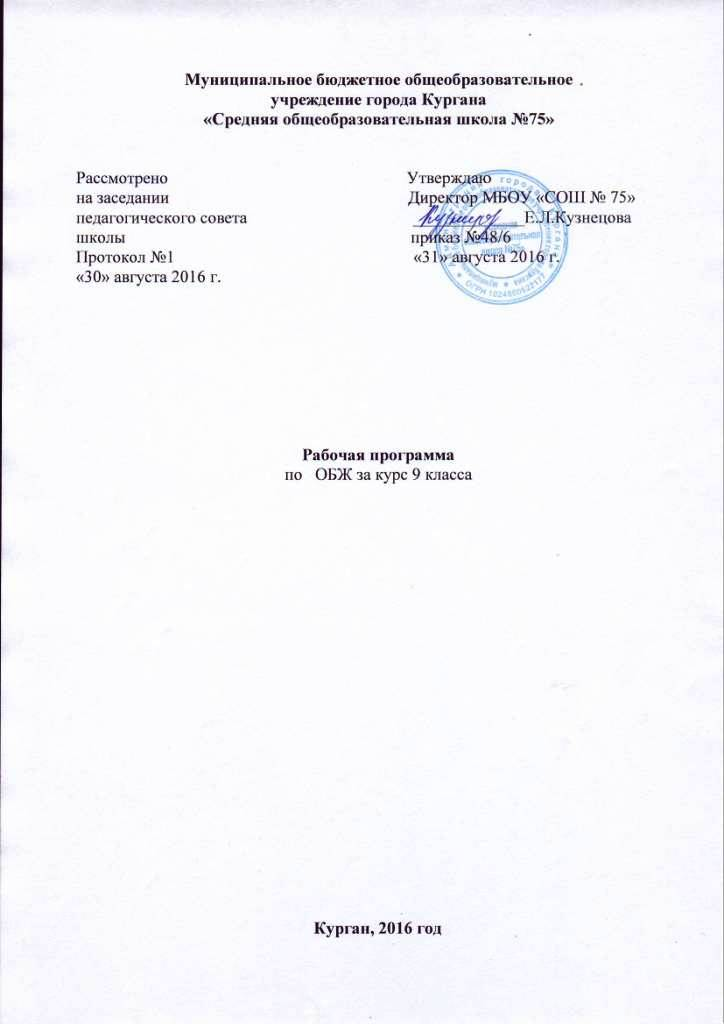 Муниципальное бюджетное общеобразовательное
учреждение города Кургана
«Средняя общеобразовательная школа №75»
Рассмотрено
на заседании
педагогического совета
школы
Протокол №1
«30» августа 2016 г.
Утверждаю
Директор МБОУ «СОШ № 75»
Е.Л.Кузнецова
приказ №48/6
«31» августа 2016 г.
Рабочая программа
по ОБЖ за курс 9 класса
Курган, 2016 год